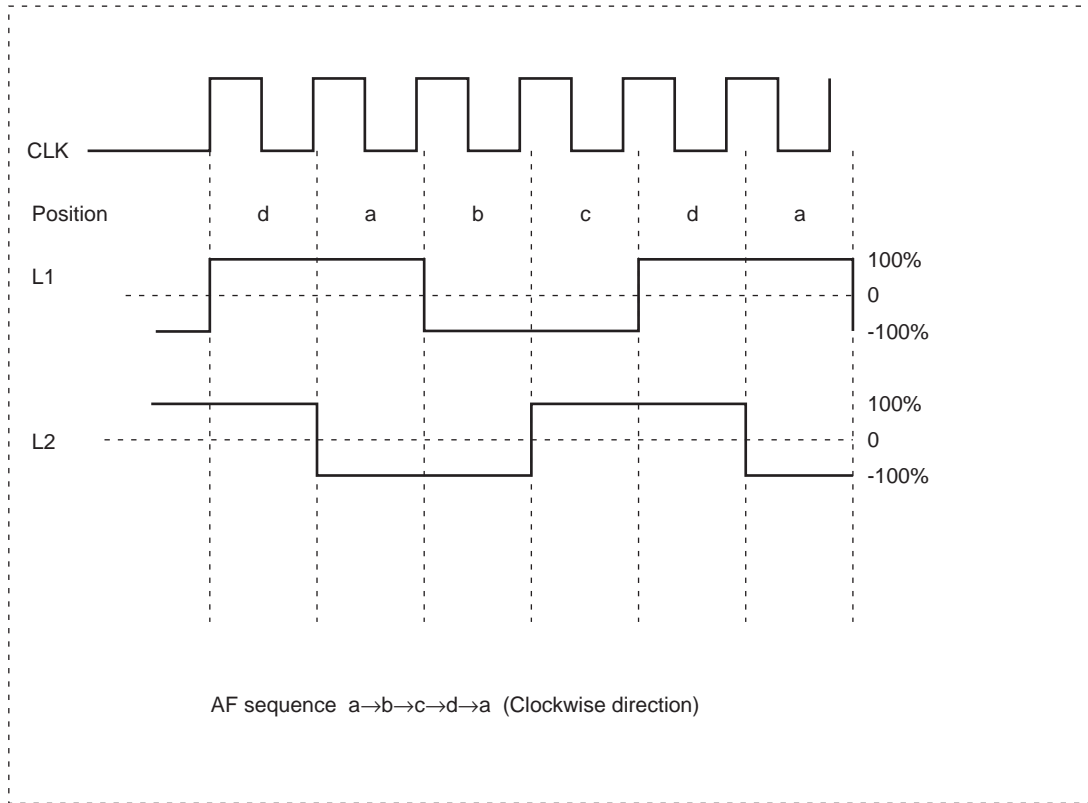 CLK
Position d a b c d a
L1
100%
0
-100%
L2
100%
0
-100%
AF sequence a→b→c→d→a (Clockwise direction)